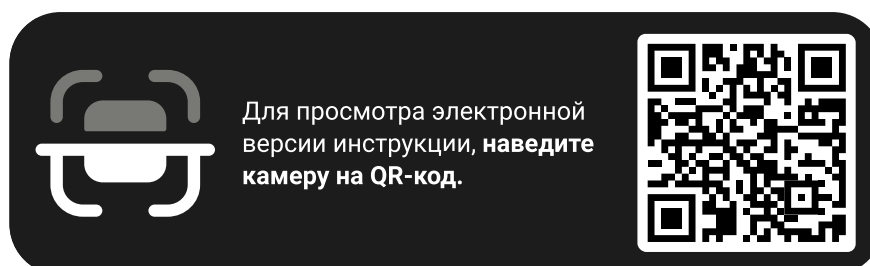 Для просмотра электронной
версии инструкции, наведите
камеру на QR-код.